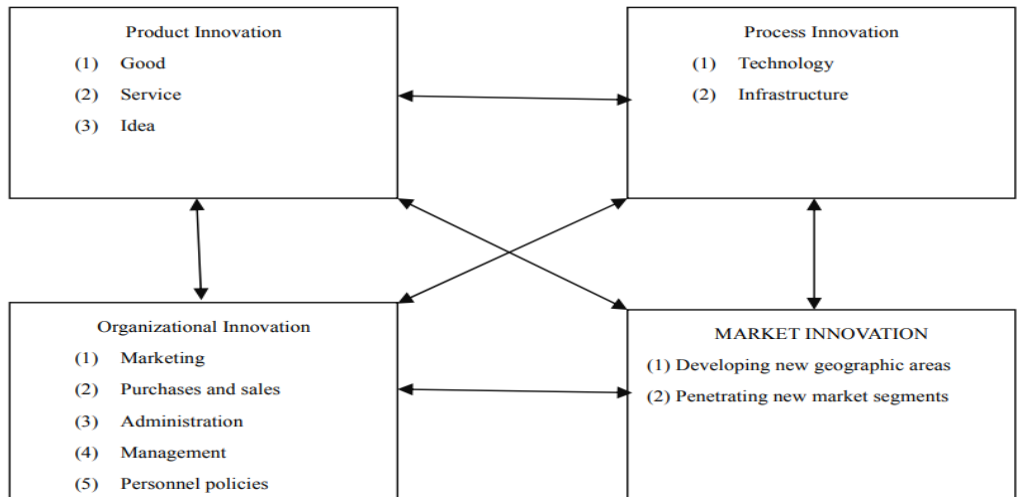 Product Innovation
(1) Good
(2) Service
(3) Idea
Process Innovation
(1) Technology
(2) Infrastructure
Organizational Innovation
(1) Marketing
(2) Purchases and sales
(3) Administration
(4) Management
(5) Personnel policies
MARKET INNOVATION
(1) Developing new geographic areas
(2) Penetrating new market segments